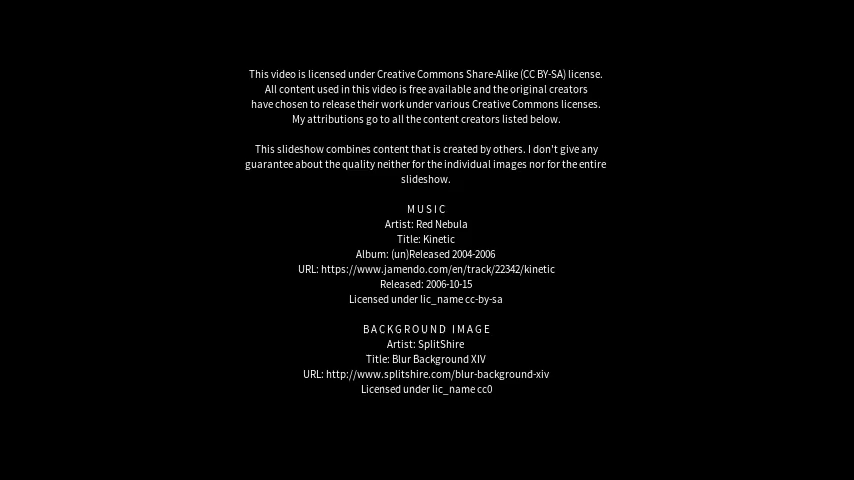 This video is licensed under Creative Commons Share-Alike (CC BY-SA) license.
All content used in this video is free available and the original creators
have chosen to release their work under various Creative Commons licenses.
My attributions go to all the content creators listed below.
This slideshow combines content that is created by others. I don't give any
guarantee about the quality neither for the individual images nor for the entire
slideshow.
MUSIC
Artist: Red Nebula
Title: Kinetic
Album: (un)Released 2004-2006
URL: https://www.jamendo.com/en/track/22342/kinetic
Released: 2006-10-15
Licensed under lic_name cc-by-sa
BACKGROUND IMAGE
Artist: SplitShire
Title: Blur Background XIV
URL: http://www.splitshire.com/blur-background-xiv
Licensed under lic_name cc0